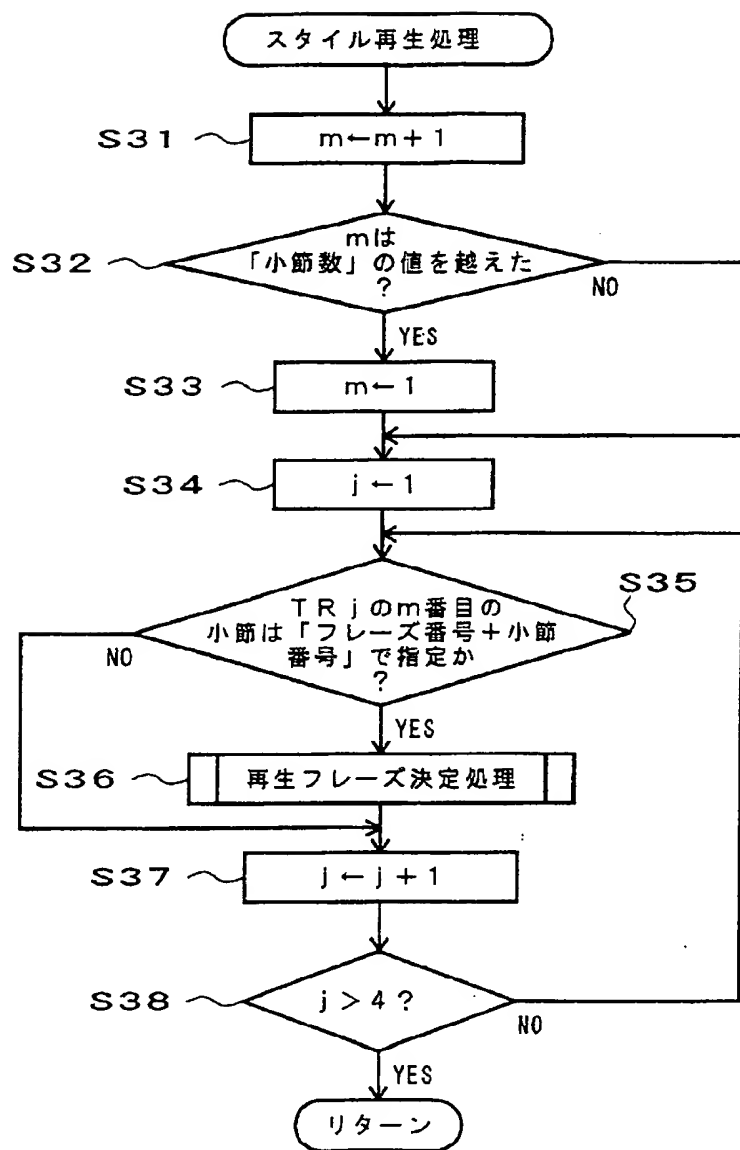 スタイル再生処理
S31
m←m+1
S32
mは
「小節数」の値を越えた
?
NO
YES
S33
m←1
S34
j←1
S35
TRjのm番目の
小節は「フレーズ番号+小節
番号」で指定か
?
NO
YES
S36
再生フレーズ決定処理
S37
j←j+1
S38
j>4?
NO
YES
リターン